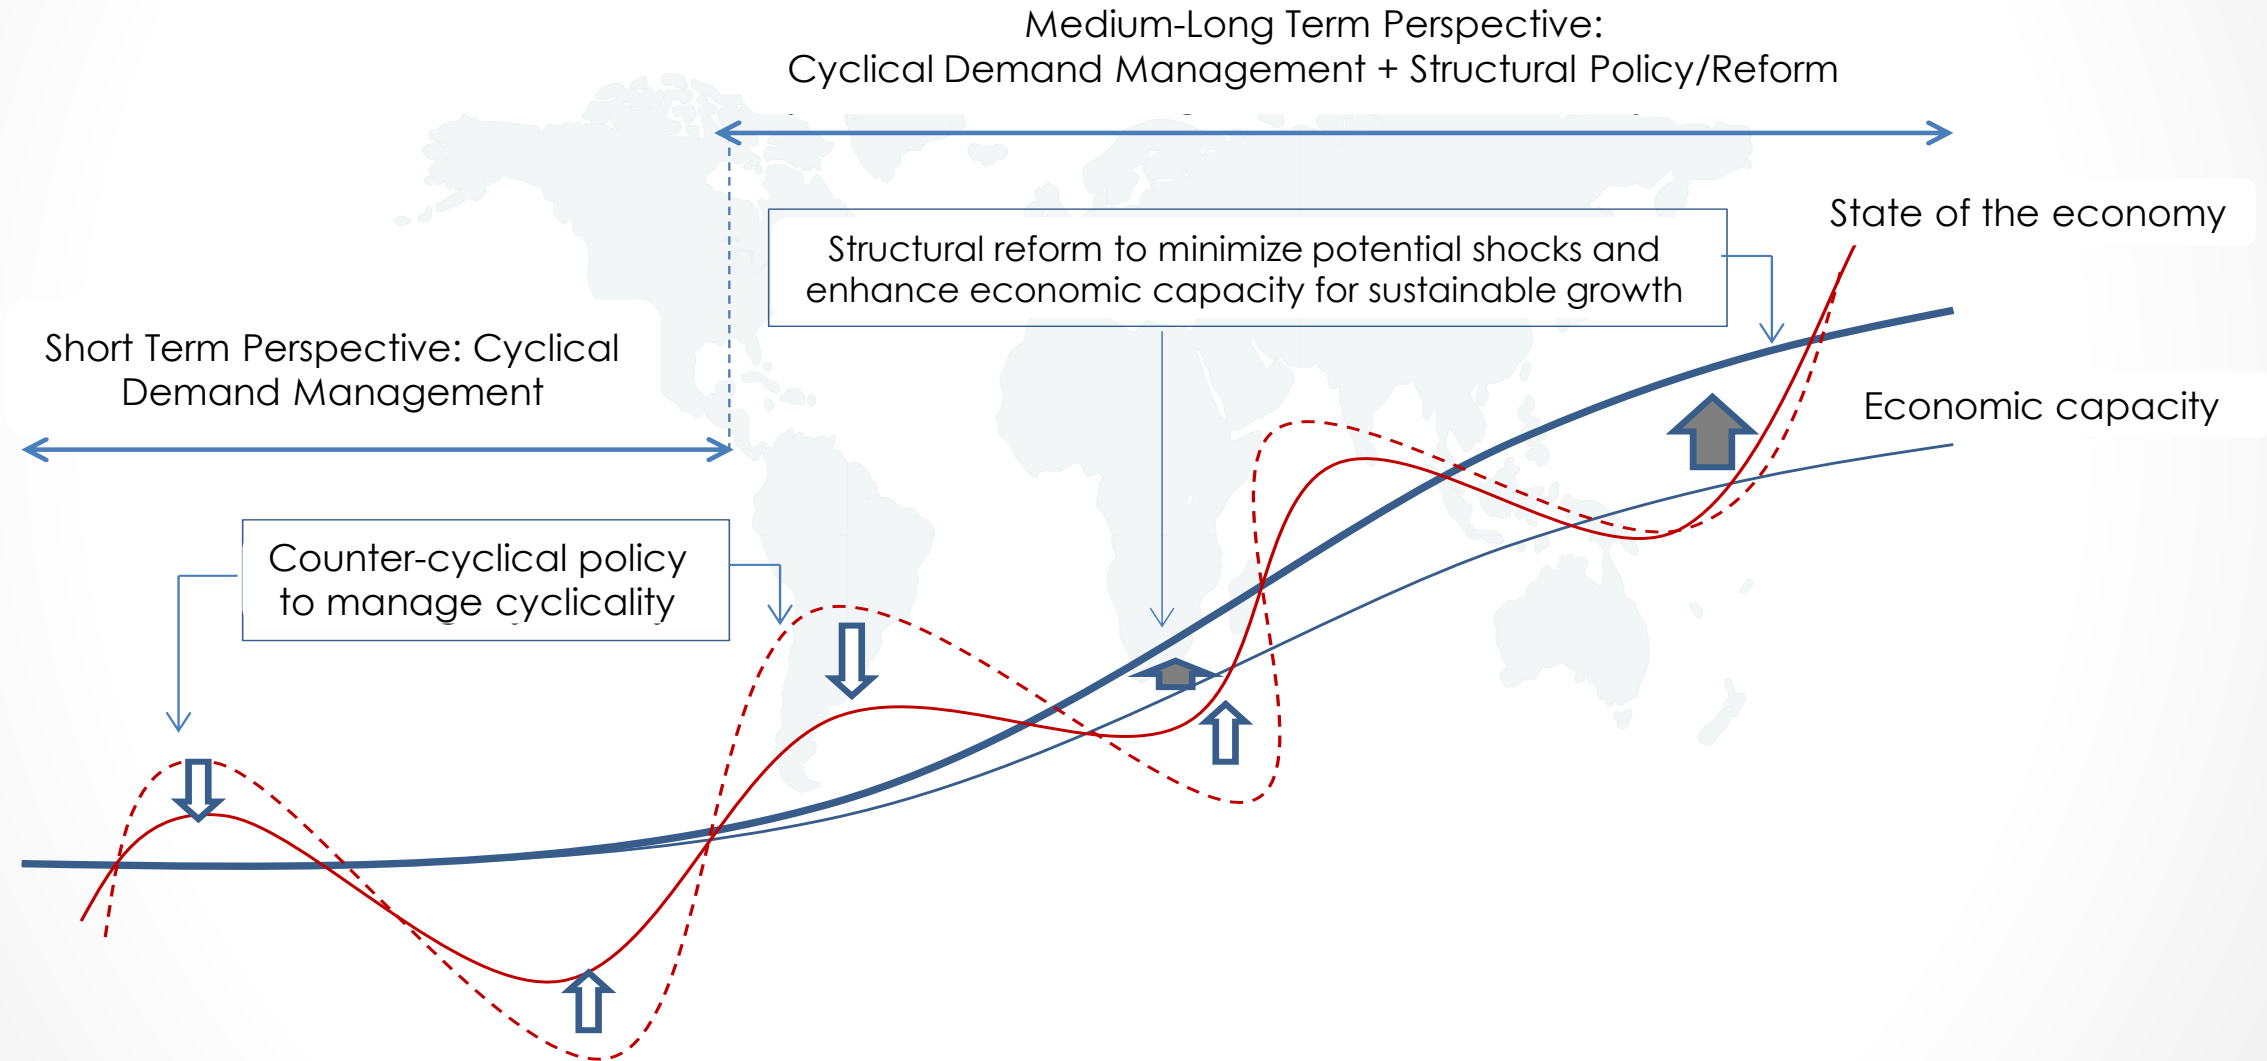 Medium-Long Term Perspective:
Cyclical Demand Management + Structural Policy/Reform
State of the economy
Structural reform to minimize potential shocks and
enhance economic capacity for sustainable growth
Short Term Perspective: Cyclical
Demand Management
Economic capacity
Counter-cyclical policy
to manage cyclicality